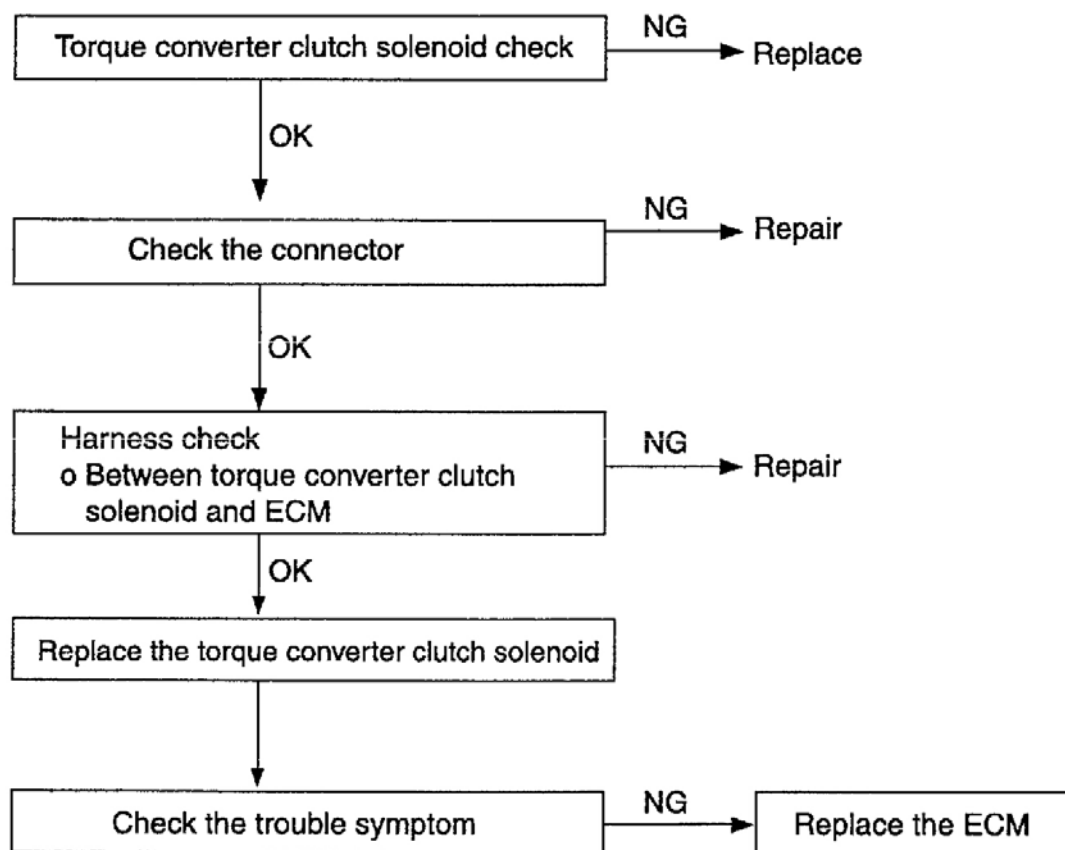 Torque converter clutch solenoid check
NG
Replace
OK
Check the connector
NG
Repair
OK
Harness check
o Between torque converter clutch
solenoid and ECM
NG
Repair
OK
Replace the torque converter clutch solenoid
Check the trouble symptom
NG
Replace the ECM